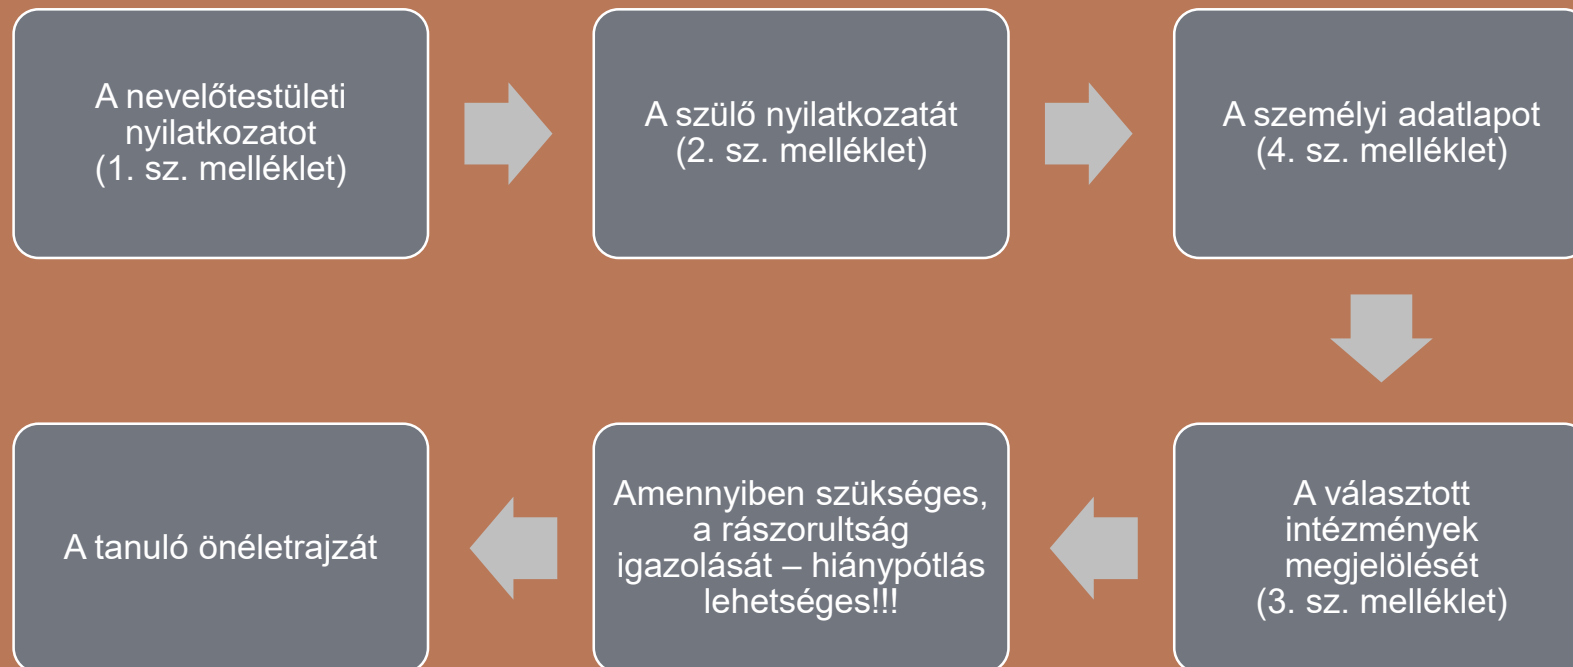 A nevelőtestületi
nyilatkozatot
(1. sz. melléklet)
A szülő nyilatkozatát
(2. sz. melléklet)
A személyi adatlapot
(4. sz. melléklet)
A választott
intézmények
megjelölését
(3. sz. melléklet)
Amennyiben szükséges,
a rászorultság
igazolását – hiánypótlás
lehetséges!!!
A tanuló önéletrajzát